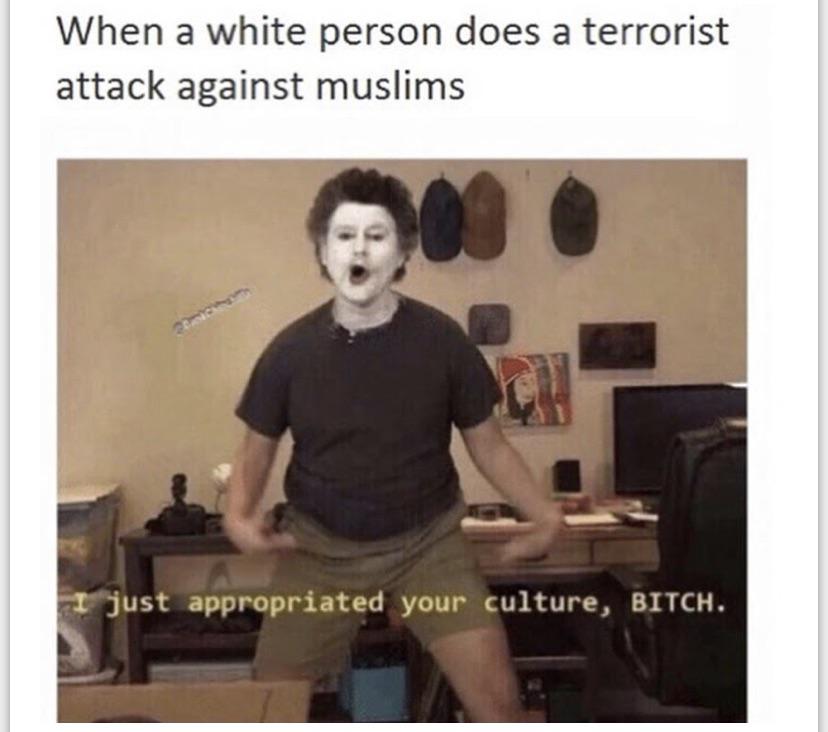 When a white person does a terrorist
attack against muslims
I just appropriated your culture, BITCH.